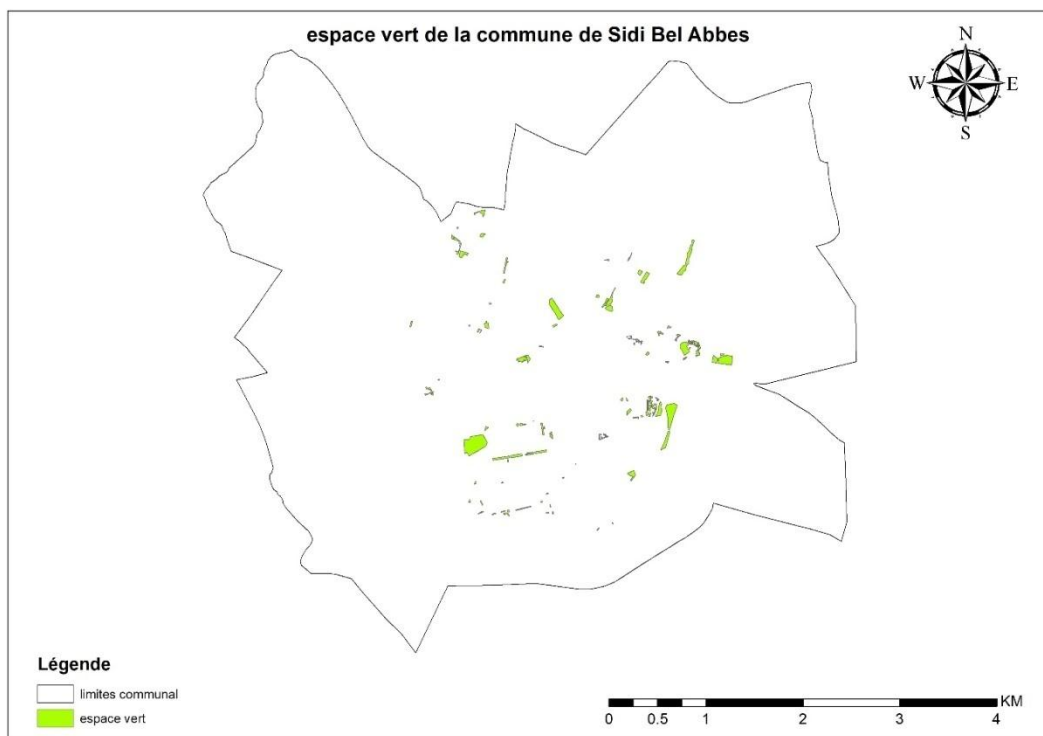 espace vert de la commune de Sidi Bel Abbes
N
W E
S
Légende
limites communal
espace vert
KM
0 0.5 1 2 3 4